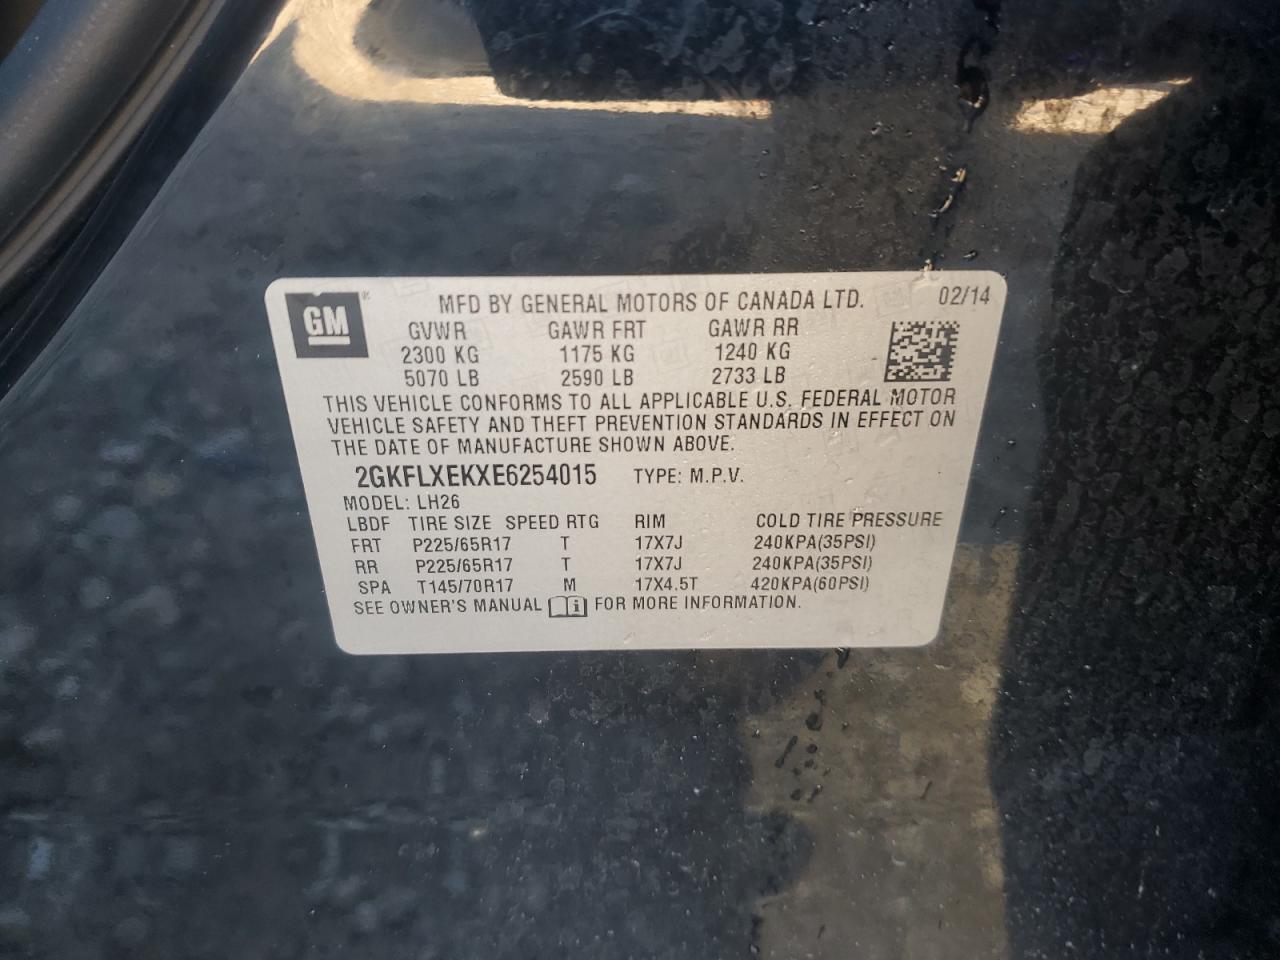 GM® MFD BY GENERAL MOTORS OF CANADA LTD. 02/14
GVWR GAWR FRT GAWR RR
2300 KG 1175 KG 1240 KG
5070 LB 2590 LB 2733 LB
THIS VEHICLE CONFORMS TO ALL APPLICABLE U.S. FEDERAL MOTOR
VEHICLE SAFETY AND THEFT PREVENTION STANDARDS IN EFFECT ON
THE DATE OF MANUFACTURE SHOWN ABOVE.
2GKFLXEKXE6254015 TYPE: M.P.V.
MODEL: LH26
LBDF TIRE SIZE SPEED RTG RIM COLD TIRE PRESSURE
FRT P225/65R17 T 17X7J 240KPA(35PSI)
RR P225/65R17 T 17X7J 240KPA(35PSI)
SPA T145/70R17 M 17X4.5T 420KPA(60PSI)
SEE OWNER'S MANUAL i FOR MORE INFORMATION.